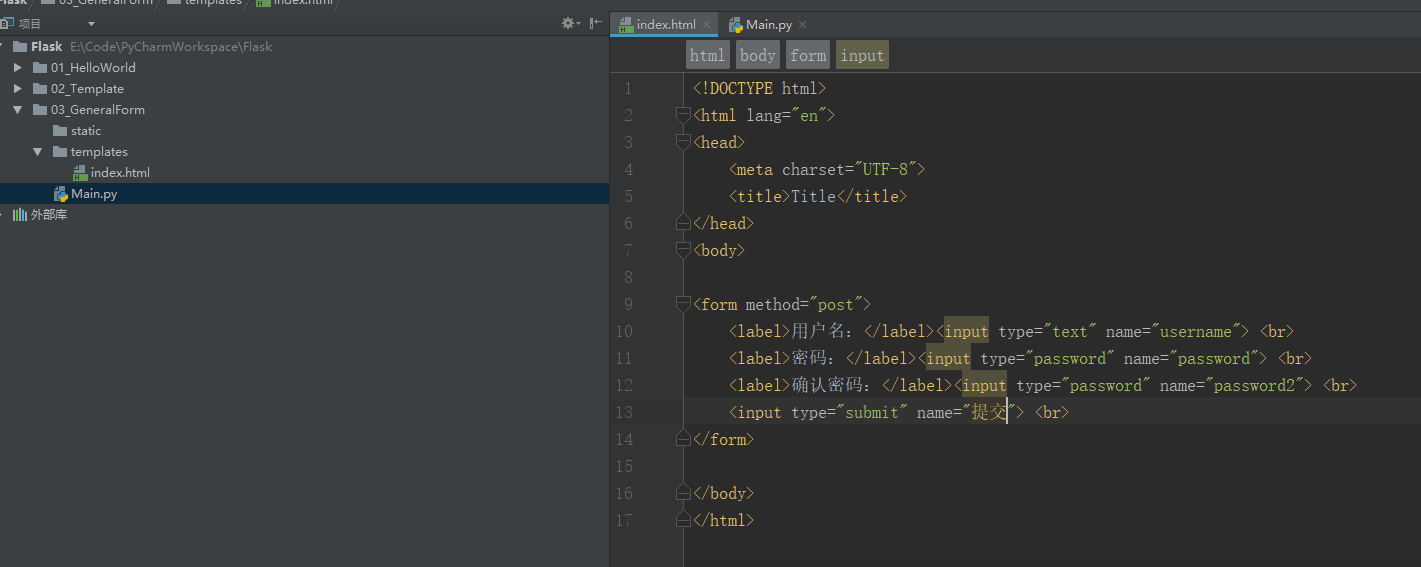 Flask 03_GeneralForm templates index.html
项目
Flask E:\Code\PyCharmWorkspace\Flask
01_HelloWorld
02_Template
03_GeneralForm
static
templates
index.html
Main.py
外部库
index.html Main.py
html body form input
1 <!DOCTYPE html>
2 <html lang="en">
3 <head>
4 <meta charset="UTF-8">
5 <title>Title</title>
6 </head>
7 <body>
8
9 <form method="post">
10 <label>用户名：</label><input type="text" name="username"> <br>
11 <label>密码：</label><input type="password" name="password"> <br>
12 <label>确认密码：</label><input type="password" name="password2"> <br>
13 <input type="submit" name="提交"> <br>
14 </form>
15
16 </body>
17 </html>